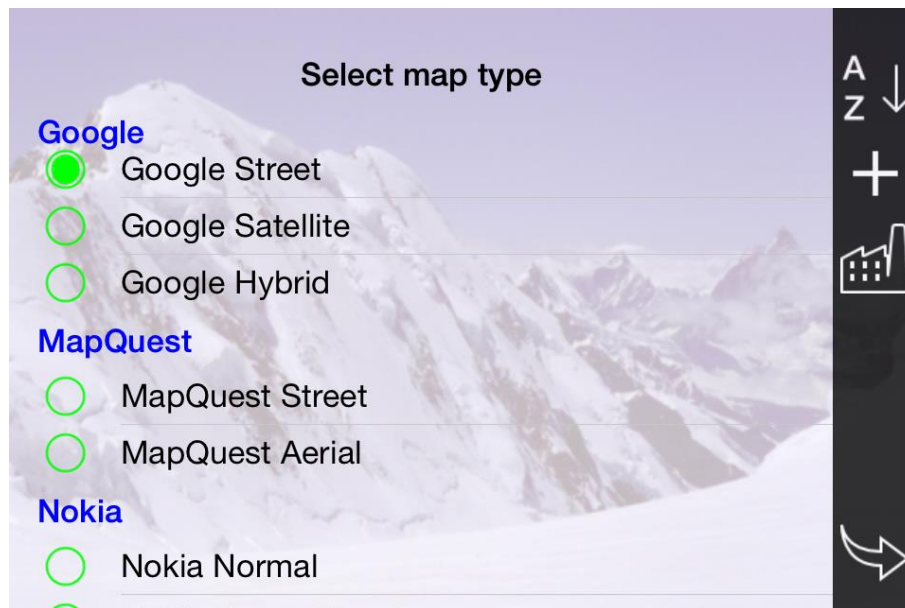 Select map type
A
Z
Google
Google Street
Google Satellite
Google Hybrid
MapQuest
MapQuest Street
MapQuest Aerial
Nokia
Nokia Normal